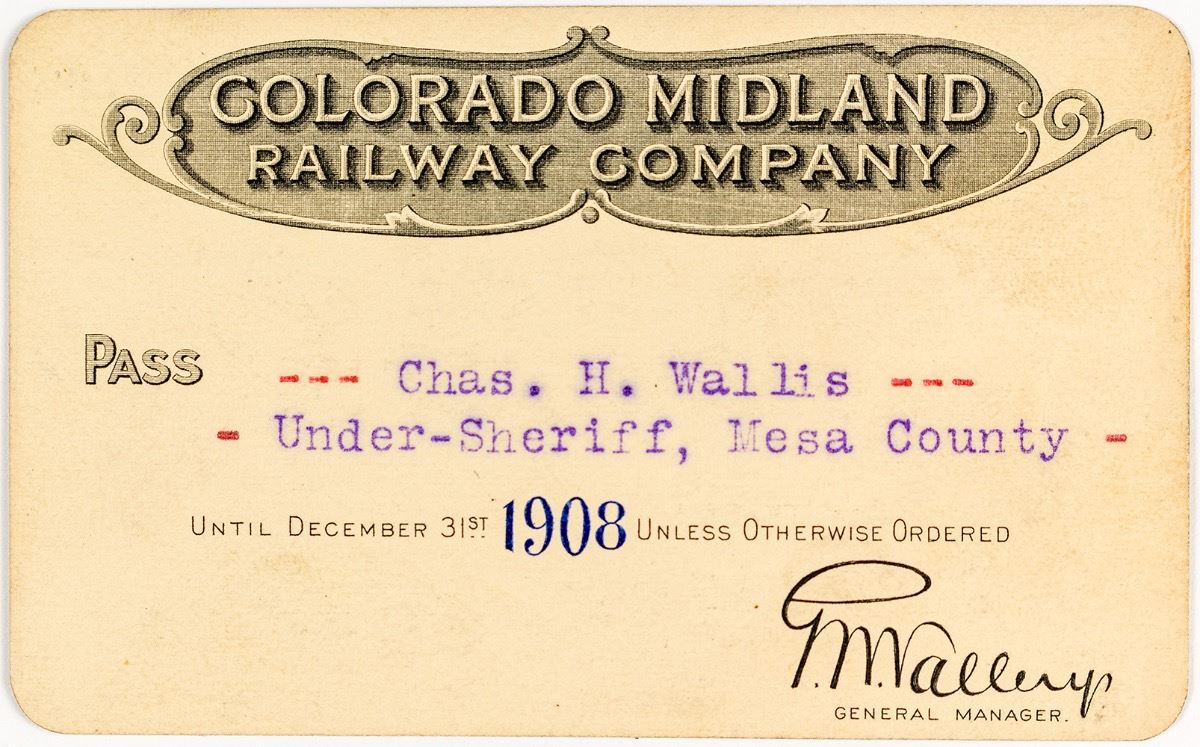 COLORADO MIDLAND
RAILWAY COMPANY
PASS --- Chas. H. Wallis ---
- Under-Sheriff, Mesa County -
UNTIL DECEMBER 31ST 1908 UNLESS OTHERWISE ORDERED
G.W. Vallery
GENERAL MANAGER.